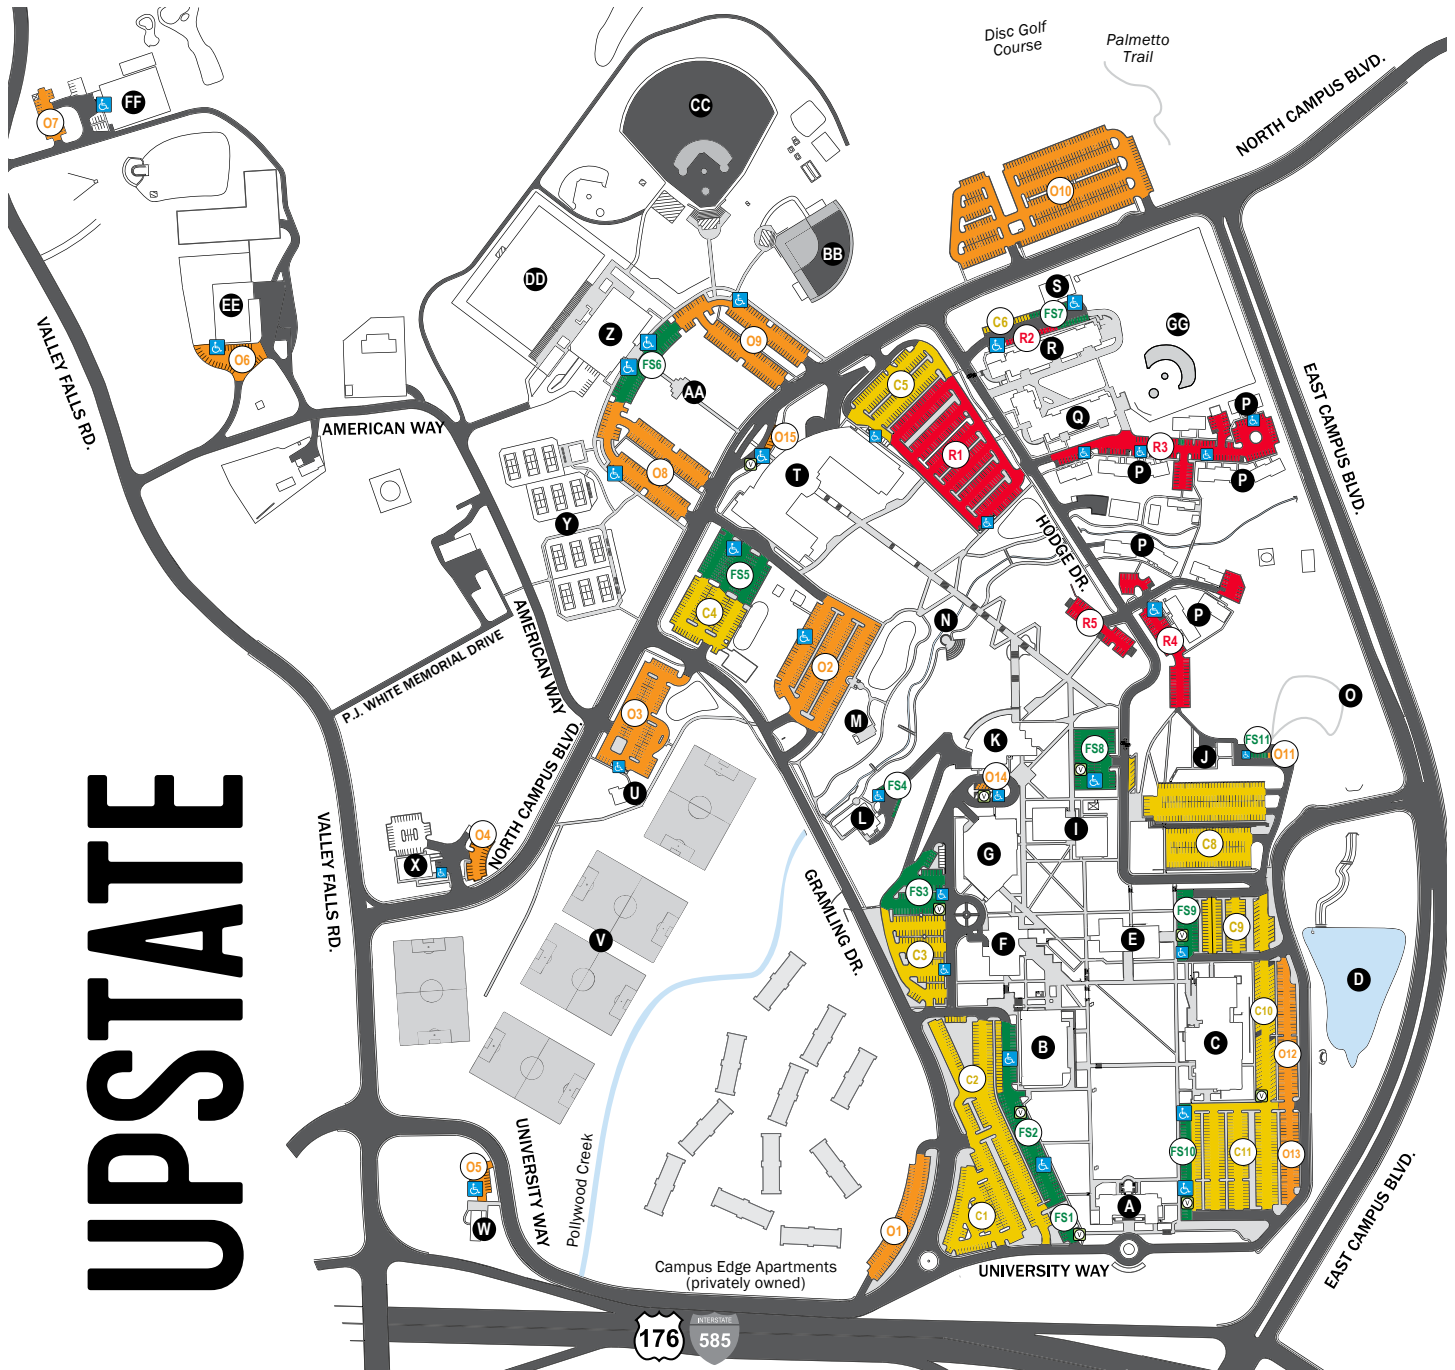 Disc Golf
Course
Palmetto
Trail
NORTH CAMPUS BLVD.
CC
FF
O7
O10
BB
DD
S
EE
C6
FS7
GG
R2
R
Z
O9
O6
FS6
VALLEY FALLS RD.
AA
C5
EAST CAMPUS BLVD.
AMERICAN WAY
Q
P
O15
R3
R1
O8
T
P
P
V
Y
HODGE DR.
P
FS5
C4
AMERICAN WAY
N
R5
P
R4
P.J. WHITE MEMORIAL DRIVE
O2
O
O3
M
NORTH CAMPUS BLVD.
K
FS8
FS11
J
O11
V
O14
V
U
FS4
L
I
UPSTATE
VALLEY FALLS RD.
O4
X
G
C8
GRAMLING DR.
FS3
V
FS9
C9
V
V
F
E
C3
D
C10
B
C
O12
C2
V
V
FS2
UNIVERSITY WAY
Pollywood Creek
O5
FS10
C11
O13
W
C1
FS1
A
V
V
O1
Campus Edge Apartments
(privately owned)
UNIVERSITY WAY
EAST CAMPUS BLVD.
176
INTERSTATE
585